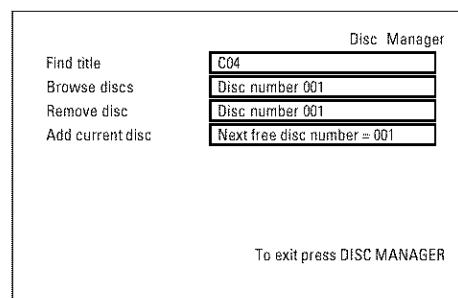 Disc Manager
Find title C04
Browse discs Disc number 001
Remove disc Disc number 001
Add current disc Next free disc number = 001
To exit press DISC MANAGER